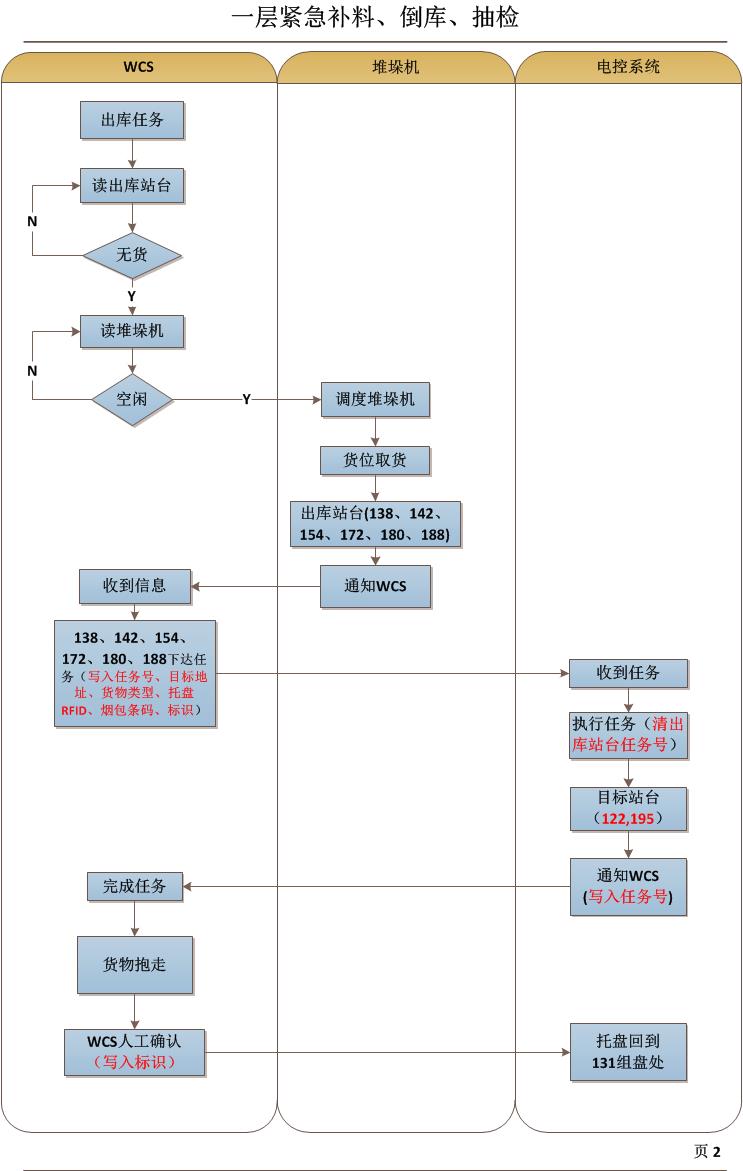 一层紧急补料、倒库、抽检
WCS
堆垛机
电控系统
出库任务
读出库站台
N
无货
Y
读堆垛机
N
空闲
Y
调度堆垛机
货位取货
出库站台(138、142、
154、172、180、188)
通知WCS
收到信息
138、142、154、
172、180、188下达任
务（写入任务号、目标地
址、货物类型、托盘
RFID、烟包条码、标识）
收到任务
执行任务（清出
库站台任务号）
目标站台
（122,195）
通知WCS
(写入任务号)
完成任务
货物抱走
WCS人工确认
（写入标识）
托盘回到
131组盘处
页 2